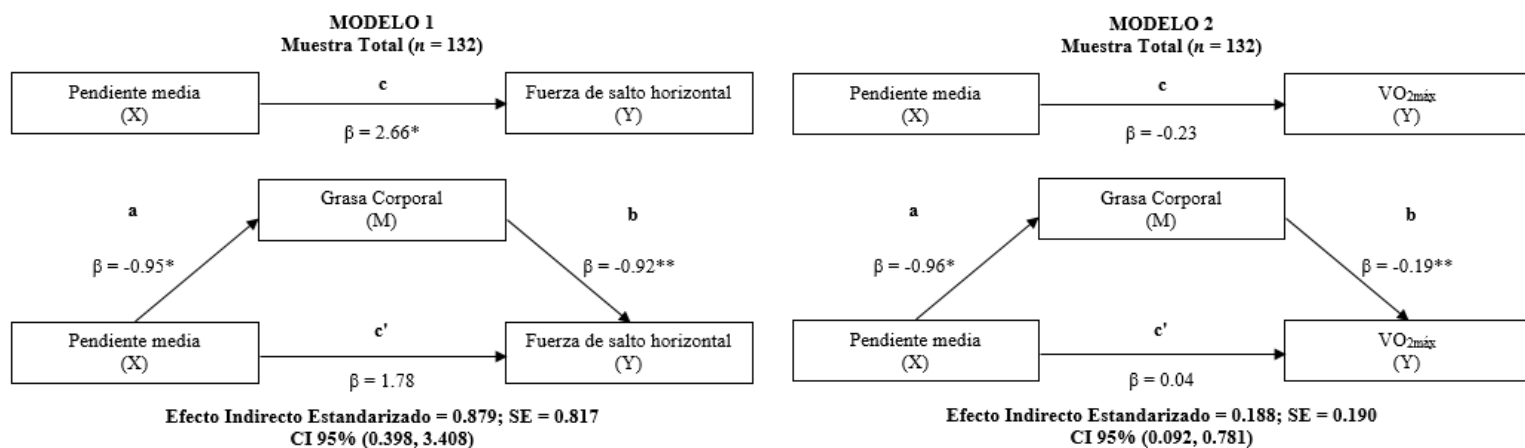 MODELO 1
Muestra Total (n = 132)
Pendiente media
(X)
c
β = 2.66*
Fuerza de salto horizontal
(Y)
Grasa Corporal
(M)
a
β = -0.95*
b
β = -0.92**
Pendiente media
(X)
c'
β = 1.78
Fuerza de salto horizontal
(Y)
Efecto Indirecto Estandarizado = 0.879; SE = 0.817
CI 95% (0.398, 3.408)
MODELO 2
Muestra Total (n = 132)
Pendiente media
(X)
c
β = -0.23
VO2máx
(Y)
Grasa Corporal
(M)
a
β = -0.96*
b
β = -0.19**
Pendiente media
(X)
c'
β = 0.04
VO2máx
(Y)
Efecto Indirecto Estandarizado = 0.188; SE = 0.190
CI 95% (0.092, 0.781)